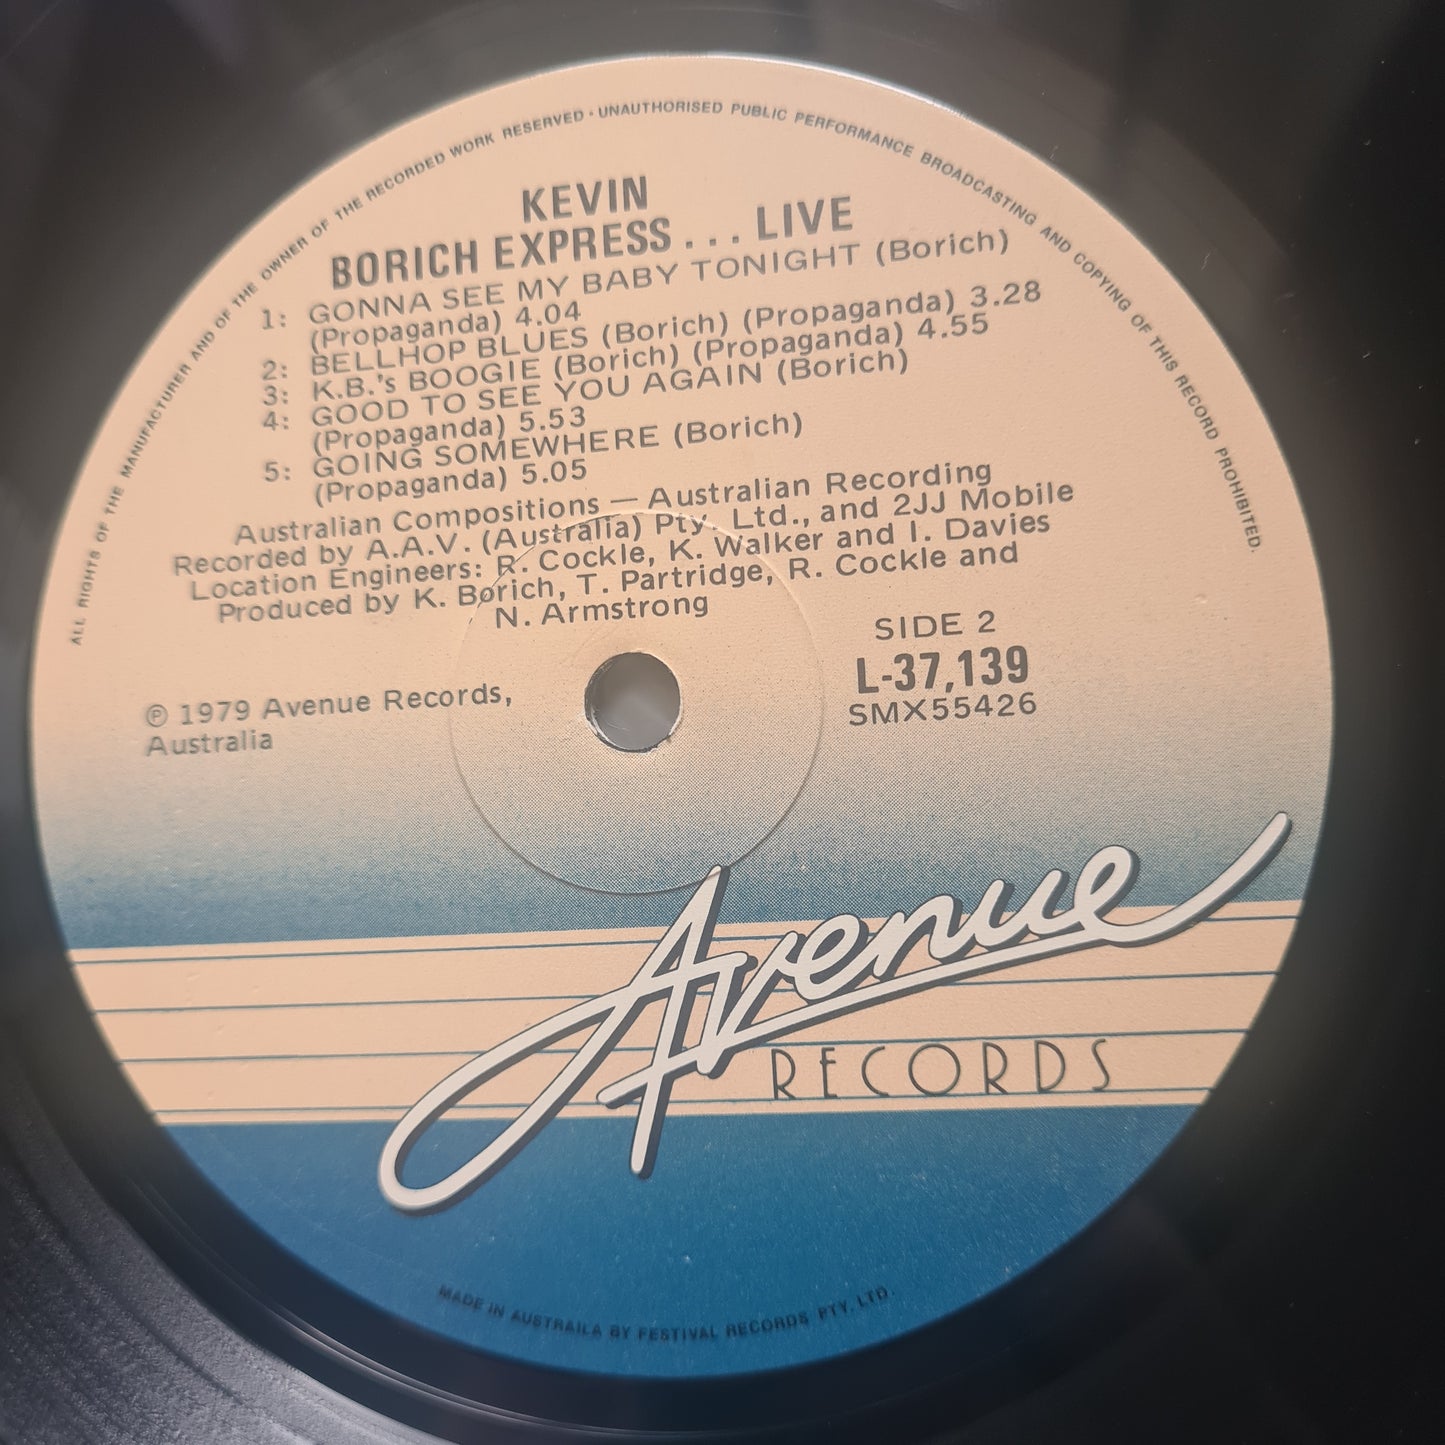 ALL RIGHTS OF THE MANUFACTURER AND OF THE OWNER OF THE RECORDED WORK RESERVED · UNAUTHORISED PUBLIC PERFORMANCE BROADCASTING AND COPYING OF THIS RECORD PROHIBITED.
KEVIN
BORICH EXPRESS . . . LIVE
1: GONNA SEE MY BABY TONIGHT (Borich)
(Propaganda) 4.04
2: BELLHOP BLUES (Borich) (Propaganda) 3.28
3: K.B.'s BOOGIE (Borich) (Propaganda) 4.55
4: GOOD TO SEE YOU AGAIN (Borich)
(Propaganda) 5.53
5: GOING SOMEWHERE (Borich)
(Propaganda) 5.05
Australian Compositions — Australian Recording
Recorded by A.A.V. (Australia) Pty. Ltd., and 2JJ Mobile
Location Engineers: R. Cockle, K. Walker and I. Davies
Produced by K. Borich, T. Partridge, R. Cockle and
N. Armstrong
SIDE 2
L-37,139
SMX55426
℗ 1979 Avenue Records,
Australia
Avenue
RECORDS
MADE IN AUSTRAILA BY FESTIVAL RECORDS PTY. LTD.